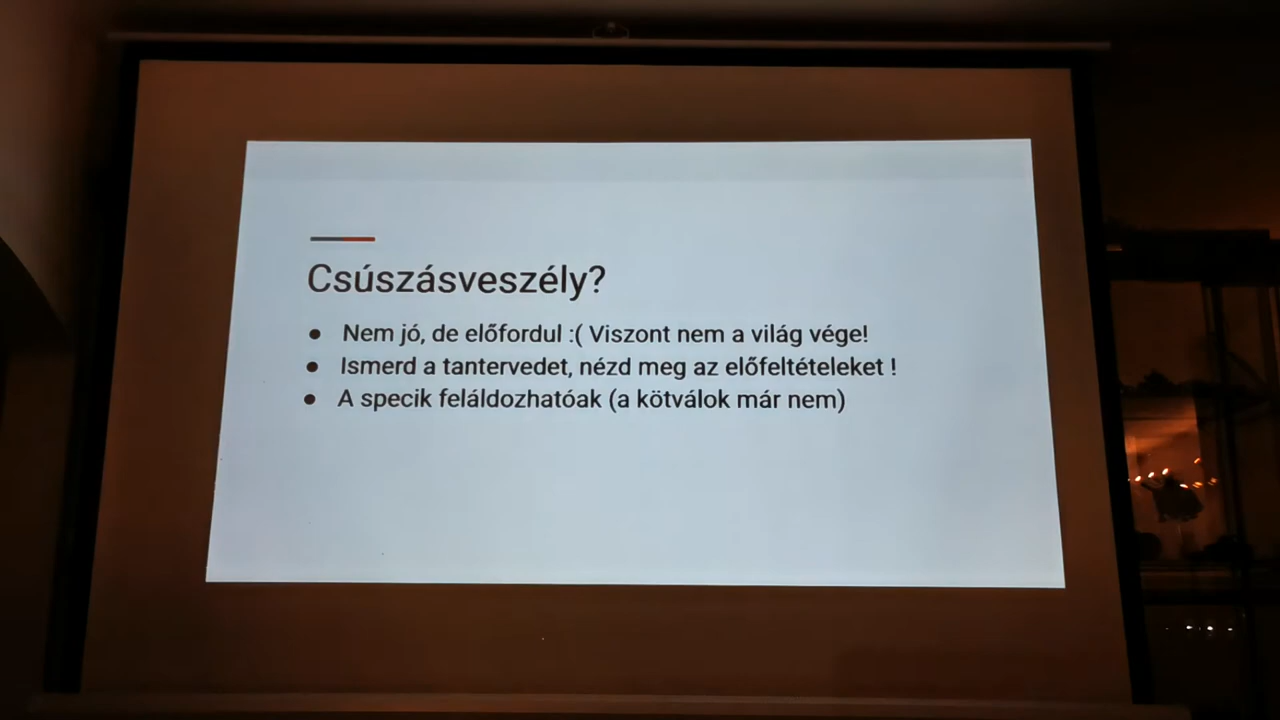 Csúszásveszély?
● Nem jó, de előfordul :( Viszont nem a világ vége!
● Ismerd a tantervedet, nézd meg az előfeltételeket !
● A specik feláldozhatóak (a kötválok már nem)